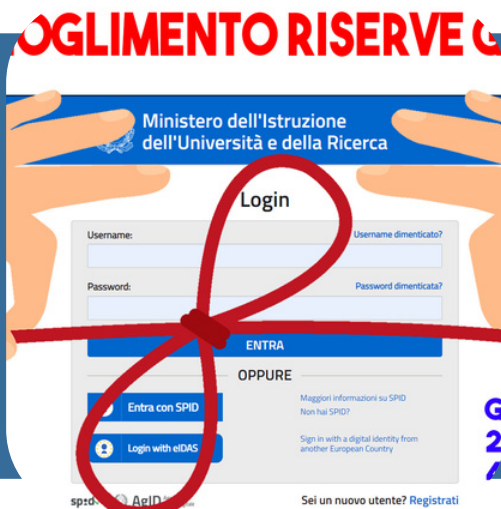 OGLIMENTO RISERVE G
Ministero dell'Istruzione
dell'Università e della Ricerca
Login
Username:
Username dimenticato?
Password:
Password dimenticata?
ENTRA
OPPURE
Entra con SPID
Maggiori informazioni su SPID
Non hai SPID?
Login with eIDAS
Sign in with a digital identity from
another European Country
AgID
Sei un nuovo utente? Registrati
G
2